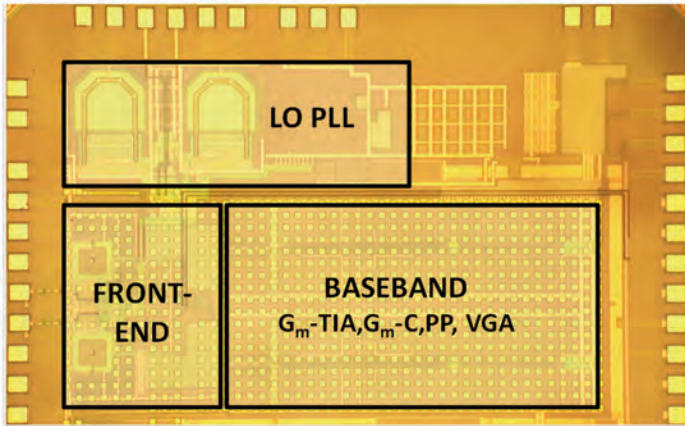 LO PLL
FRONT-
END
BASEBAND
Gₘ-TIA,Gₘ-C,PP, VGA